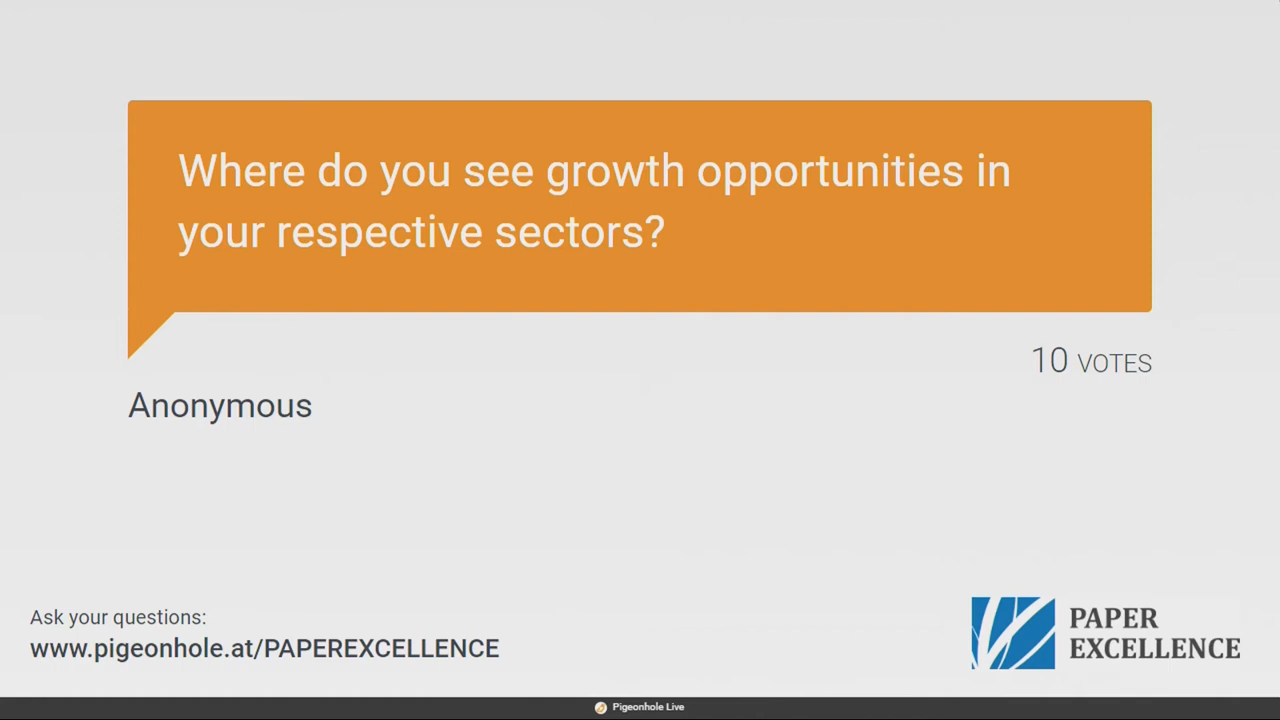 Where do you see growth opportunities in
your respective sectors?
10 VOTES
Anonymous
Ask your questions:
www.pigeonhole.at/PAPEREXCELLENCE
PAPER
EXCELLENCE
Pigeonhole Live